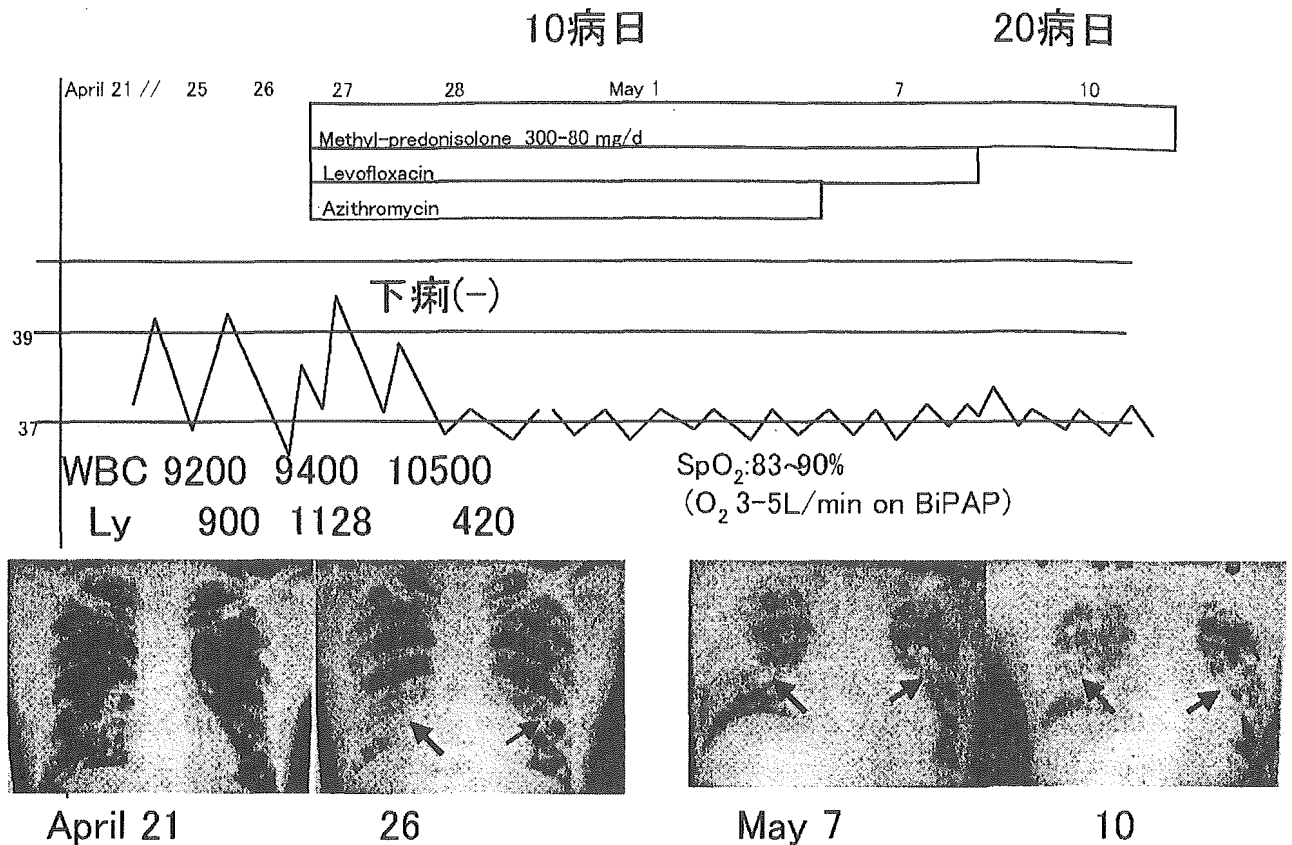 10病日 20病日
April 21 // 25 26 27 28 May 1 7 10
Methyl-predonisolone 300-80 mg/d
Levofloxacin
Azithromycin
下痢(-)
39
37
WBC 9200 9400 10500
Ly 900 1128 420
SpO₂:83~90%
(O₂ 3-5L/min on BiPAP)
April 21 26 May 7 10